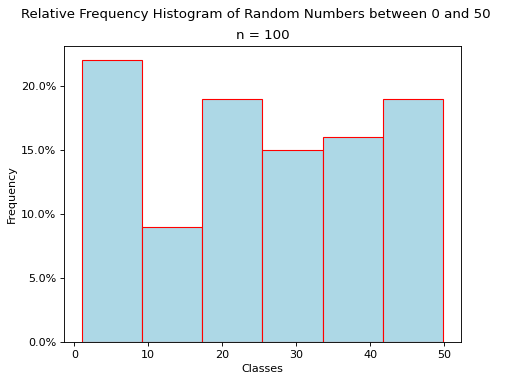 Relative Frequency Histogram of Random Numbers between 0 and 50
n = 100
20.0%
15.0%
10.0%
5.0%
0.0%
Frequency
0 10 20 30 40 50
Classes